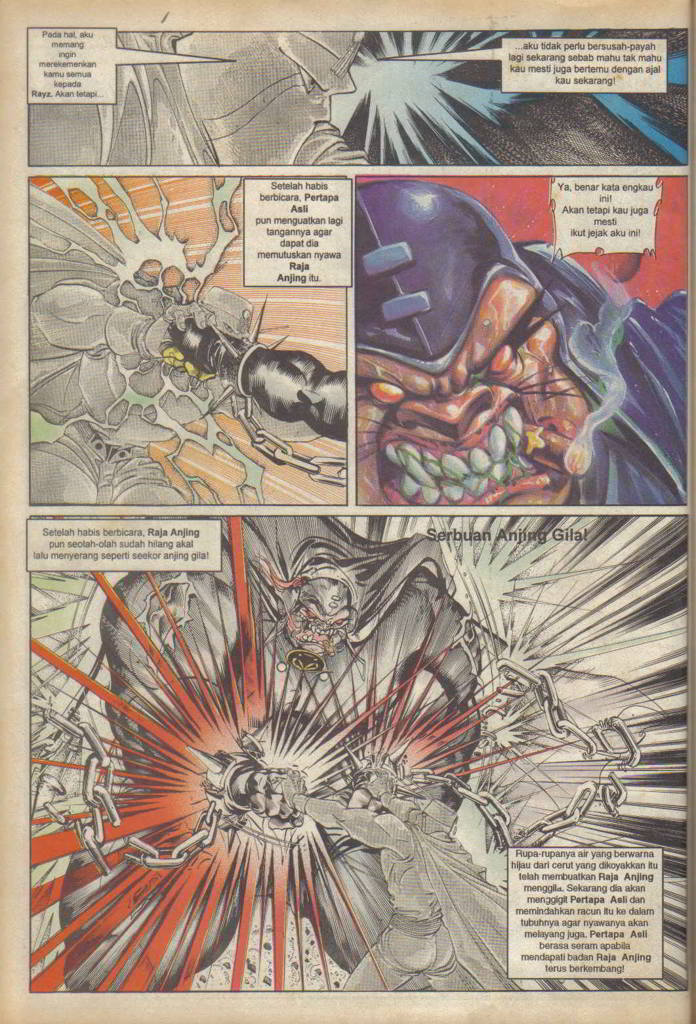 Pada hal, aku
memang
ingin
merekemenkan
kamu semua
kepada
Rayz. Akan tetapi...
...aku tidak perlu bersusah-payah
lagi sekarang sebab mahu tak mahu
kau mesti juga bertemu dengan ajal
kau sekarang!
Setelah habis
berbicara, Pertapa
Asli
pun menguatkan lagi
tangannya agar
dapat dia
memutuskan nyawa
Raja
Anjing itu.
Ya, benar kata engkau
ini!
Akan tetapi kau juga
mesti
ikut jejak aku ini!
Setelah habis berbicara, Raja Anjing
pun seolah-olah sudah hilang akal
lalu menyerang seperti seekor anjing gila!
Serbuan Anjing Gila!
Rupa-rupanya air yang berwarna
hijau dari cerut yang dikoyakkan itu
telah membuatkan Raja Anjing
menggila. Sekarang dia akan
menggigit Pertapa Asli dan
memindahkan racun itu ke dalam
tubuhnya agar nyawanya akan
melayang juga. Pertapa Asli
berasa seram apabila
mendapati badan Raja Anjing
terus berkembang!